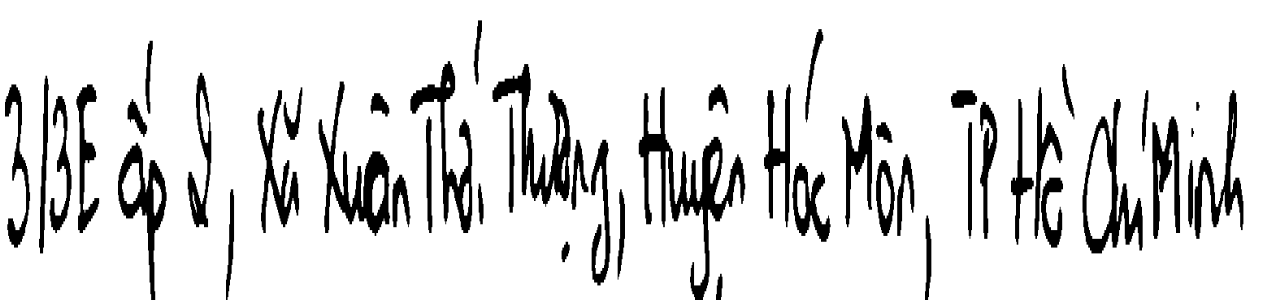 3/3E ấp 2, Xã Xuân Thới Thượng, Huyện Hóc Môn, TP Hồ Chí Minh